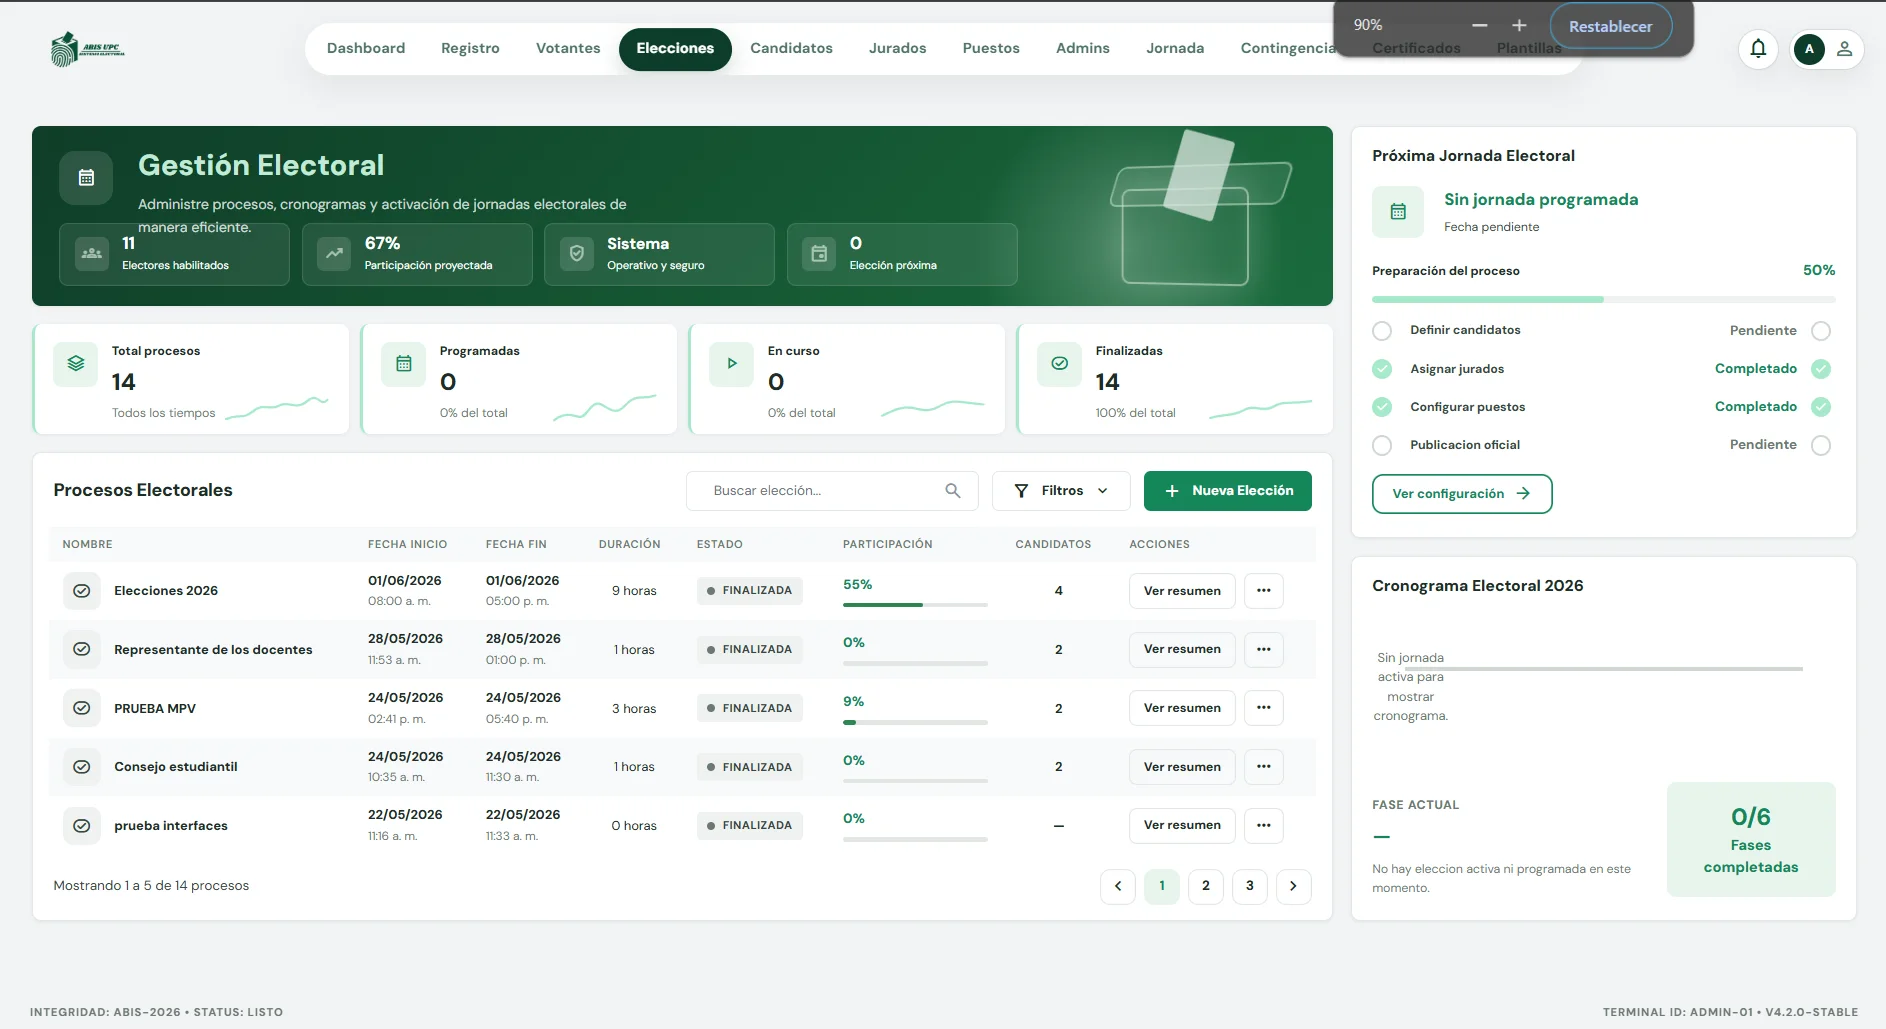 90%
Restablecer
ABIS UPC
SISTEMA ELECTORAL
Dashboard
Registro
Votantes
Elecciones
Candidatos
Jurados
Puestos
Admins
Jornada
Contingencia
Certificados
Plantillas
A
Gestión Electoral
Administre procesos, cronogramas y activación de jornadas electorales de
manera eficiente.
11
Electores habilitados
67%
Participación proyectada
Sistema
Operativo y seguro
0
Elección próxima
Total procesos
14
Todos los tiempos
Programadas
0
0% del total
En curso
0
0% del total
Finalizadas
14
100% del total
Procesos Electorales
Buscar elección...
Filtros
Nueva Elección
NOMBRE FECHA INICIO FECHA FIN DURACIÓN ESTADO PARTICIPACIÓN CANDIDATOS ACCIONES
Elecciones 2026 01/06/2026 08:00 a. m. 01/06/2026 05:00 p. m. 9 horas FINALIZADA 55% 4 Ver resumen •••
Representante de los docentes 28/05/2026 11:53 a. m. 28/05/2026 01:00 p. m. 1 horas FINALIZADA 0% 2 Ver resumen •••
PRUEBA MPV 24/05/2026 02:41 p. m. 24/05/2026 05:40 p. m. 3 horas FINALIZADA 9% 2 Ver resumen •••
Consejo estudiantil 24/05/2026 10:35 a. m. 24/05/2026 11:30 a. m. 1 horas FINALIZADA 0% 2 Ver resumen •••
prueba interfaces 22/05/2026 11:16 a. m. 22/05/2026 11:33 a. m. 0 horas FINALIZADA 0% — Ver resumen •••
Mostrando 1 a 5 de 14 procesos
1 2 3
Próxima Jornada Electoral
Sin jornada programada
Fecha pendiente
Preparación del proceso 50%
Definir candidatos Pendiente
Asignar jurados Completado
Configurar puestos Completado
Publicacion oficial Pendiente
Ver configuración
Cronograma Electoral 2026
Sin jornada
activa para
mostrar
cronograma.
FASE ACTUAL
—
No hay eleccion activa ni programada en este
momento.
0/6
Fases
completadas
INTEGRIDAD: ABIS-2026 • STATUS: LISTO
TERMINAL ID: ADMIN-01 • V4.2.0-STABLE